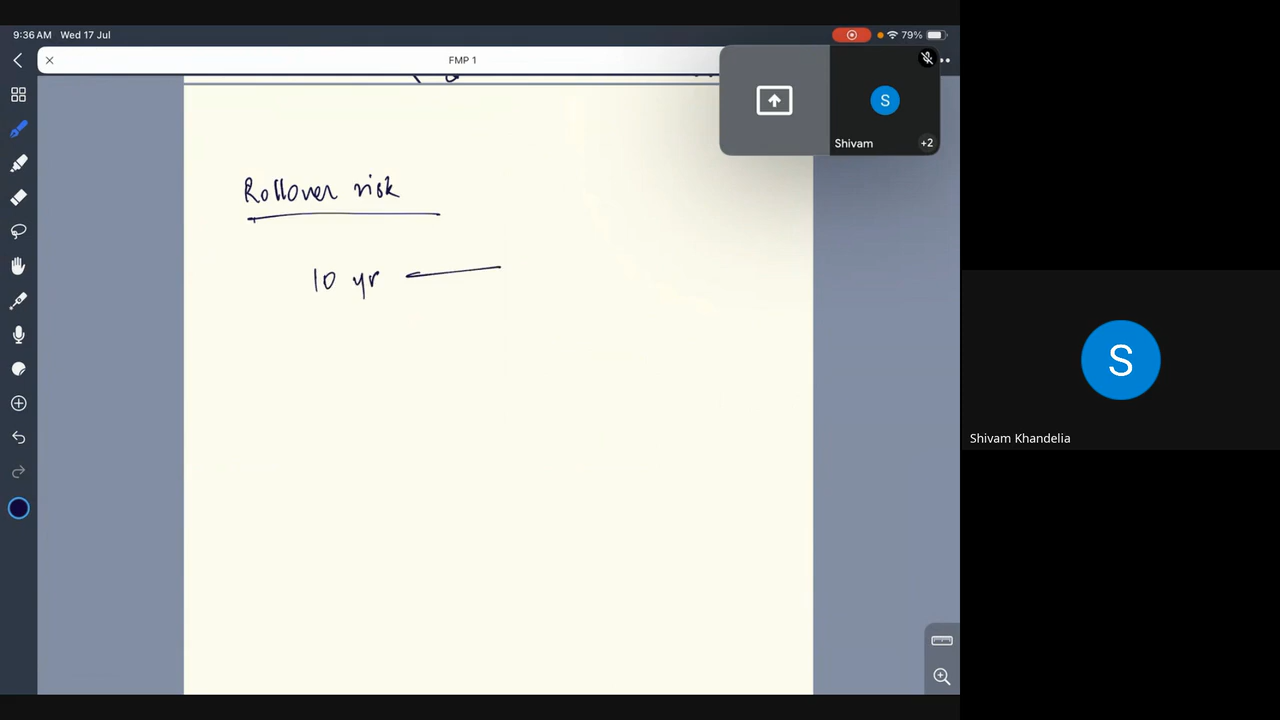 9:36 AM Wed 17 Jul
79%
FMP 1
S
Shivam
+2
Rollover risk
10 yr
S
Shivam Khandelia